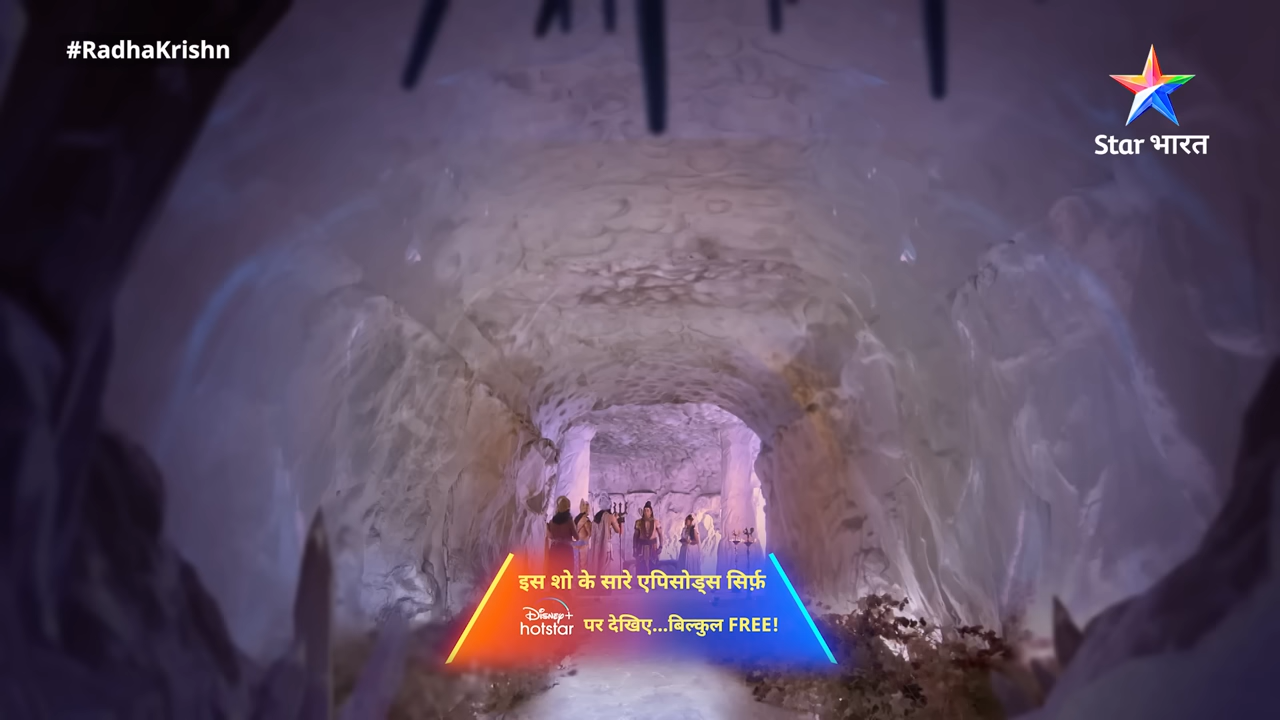 #RadhaKrishn
Star भारत
इस शो के सारे एपिसोड्स सिर्फ़
Disney+ hotstar पर देखिए...बिल्कुल FREE!